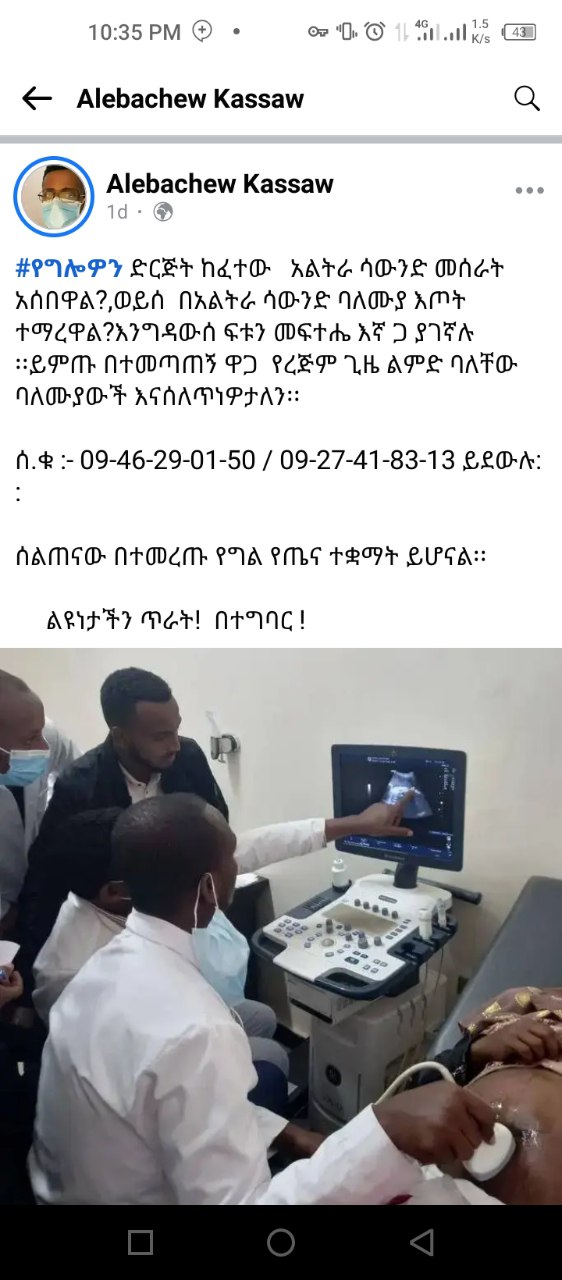 10:35 PM
4G
1.5
K/s
43
Alebachew Kassaw
Alebachew Kassaw
1d ·
#የግሎዎን ድርጅት ከፈተው አልትራ ሳውንድ መሰራት
አሰበዋል?,ወይሰ በአልትራ ሳውንድ ባለሙያ እጦት
ተማረዋል?እንግዳውሰ ፍቱን መፍተሔ እኛ ጋ ያገኛሉ
፡፡ይምጡ በተመጣጠኝ ዋጋ የረጅም ጊዜ ልምድ ባለቸው
ባለሙያውች እናሰለጥነዎታለን፡፡
ሰ.ቁ :- 09-46-29-01-50 / 09-27-41-83-13 ይደውሉ:
:
ሰልጠናው በተመረጡ የግል የጤና ተቋማት ይሆናል፡፡
ልዩነታችን ጥራት! በተግባር !